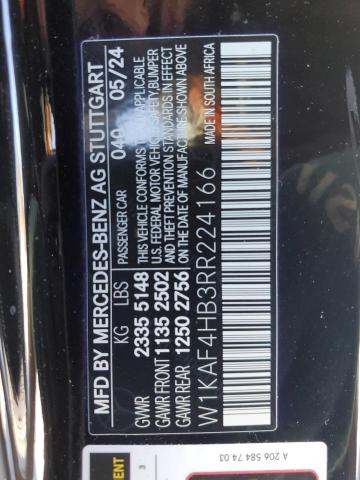 MFD BY MERCEDES-BENZ AG STUTTGART
PASSENGER CAR 040 05/24
KG LBS
GVWR 2335 5148
GAWR FRONT 1135 2502
GAWR REAR 1250 2756
THIS VEHICLE CONFORMS TO ALL APPLICABLE
U.S. FEDERAL MOTOR VEHICLE SAFETY, BUMPER
AND THEFT PREVENTION STANDARDS IN EFFECT
ON THE DATE OF MANUFACTURE SHOWN ABOVE
W1KAF4HB3RR224166
MADE IN SOUTH AFRICA
A 206 584 74 03
3